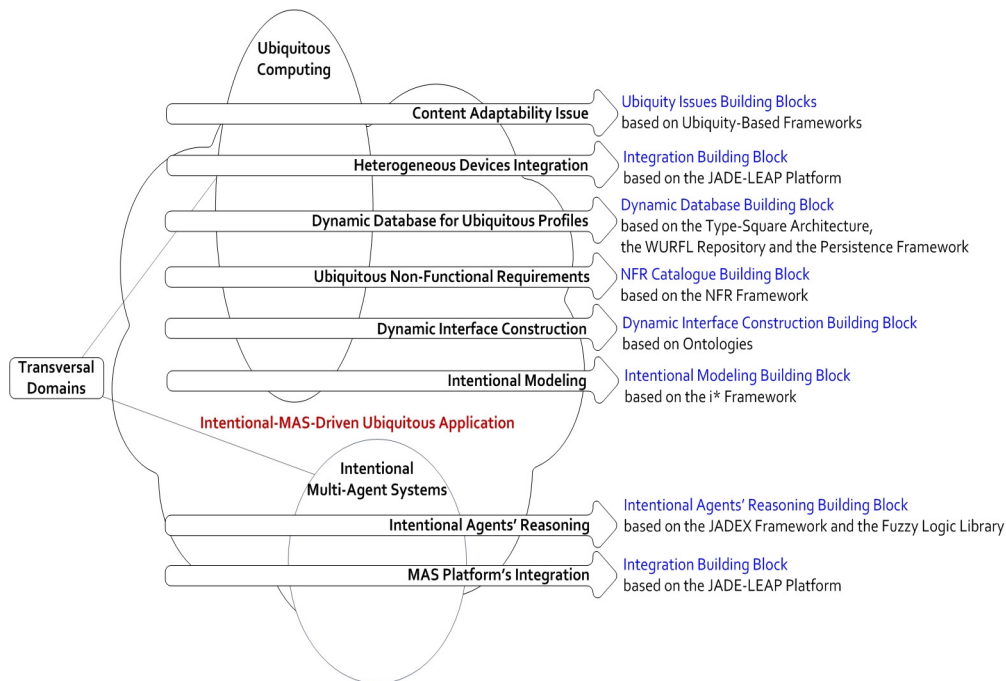 Ubiquitous
Computing
Content Adaptability Issue
Ubiquity Issues Building Blocks
based on Ubiquity-Based Frameworks
Heterogeneous Devices Integration
Integration Building Block
based on the JADE-LEAP Platform
Dynamic Database for Ubiquitous Profiles
Dynamic Database Building Block
based on the Type-Square Architecture,
the WURFL Repository and the Persistence Framework
Ubiquitous Non-Functional Requirements
NFR Catalogue Building Block
based on the NFR Framework
Dynamic Interface Construction
Dynamic Interface Construction Building Block
based on Ontologies
Transversal
Domains
Intentional Modeling
Intentional Modeling Building Block
based on the i* Framework
Intentional-MAS-Driven Ubiquitous Application
Intentional
Multi-Agent Systems
Intentional Agents' Reasoning
Intentional Agents' Reasoning Building Block
based on the JADEX Framework and the Fuzzy Logic Library
MAS Platform's Integration
Integration Building Block
based on the JADE-LEAP Platform